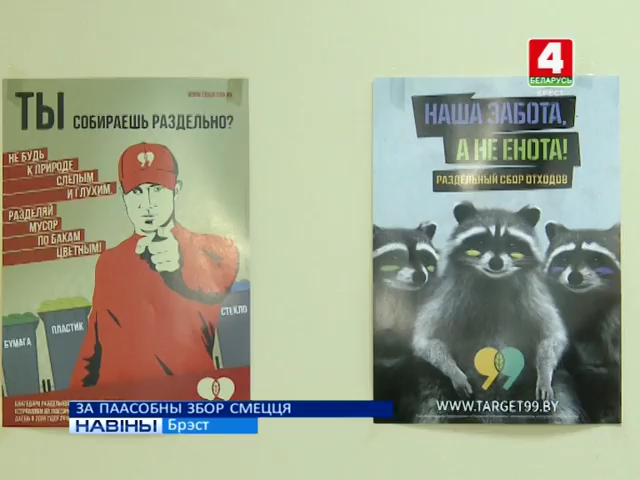 4
БЕЛАРУСЬ
БРЕСТ
ТЫ СОБИРАЕШЬ РАЗДЕЛЬНО?
НЕ БУДЬ
К ПРИРОДЕ
СЛЕПЫМ
И ГЛУХИМ,
РАЗДЕЛЯЙ
МУСОР
ПО БАКАМ
ЦВЕТНЫМ!
БУМАГА
ПЛАСТИК
СТЕКЛО
НАША ЗАБОТА,
А НЕ ЕНОТА!
РАЗДЕЛЬНЫЙ СБОР ОТХОДОВ
99
WWW.TARGET99.BY
ЗА ПААСОБНЫ ЗБОР СМЕЦЦЯ
НАВІНЫ Брэст